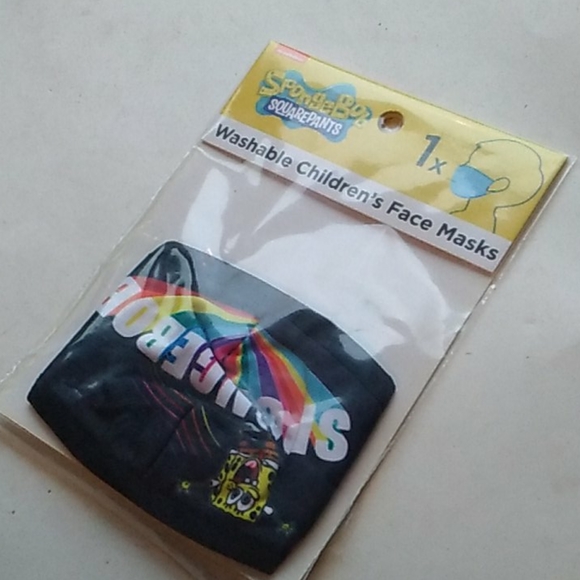 SpongeBob
SQUAREPANTS
1x
Washable Children's Face Masks
SPONGEBOB